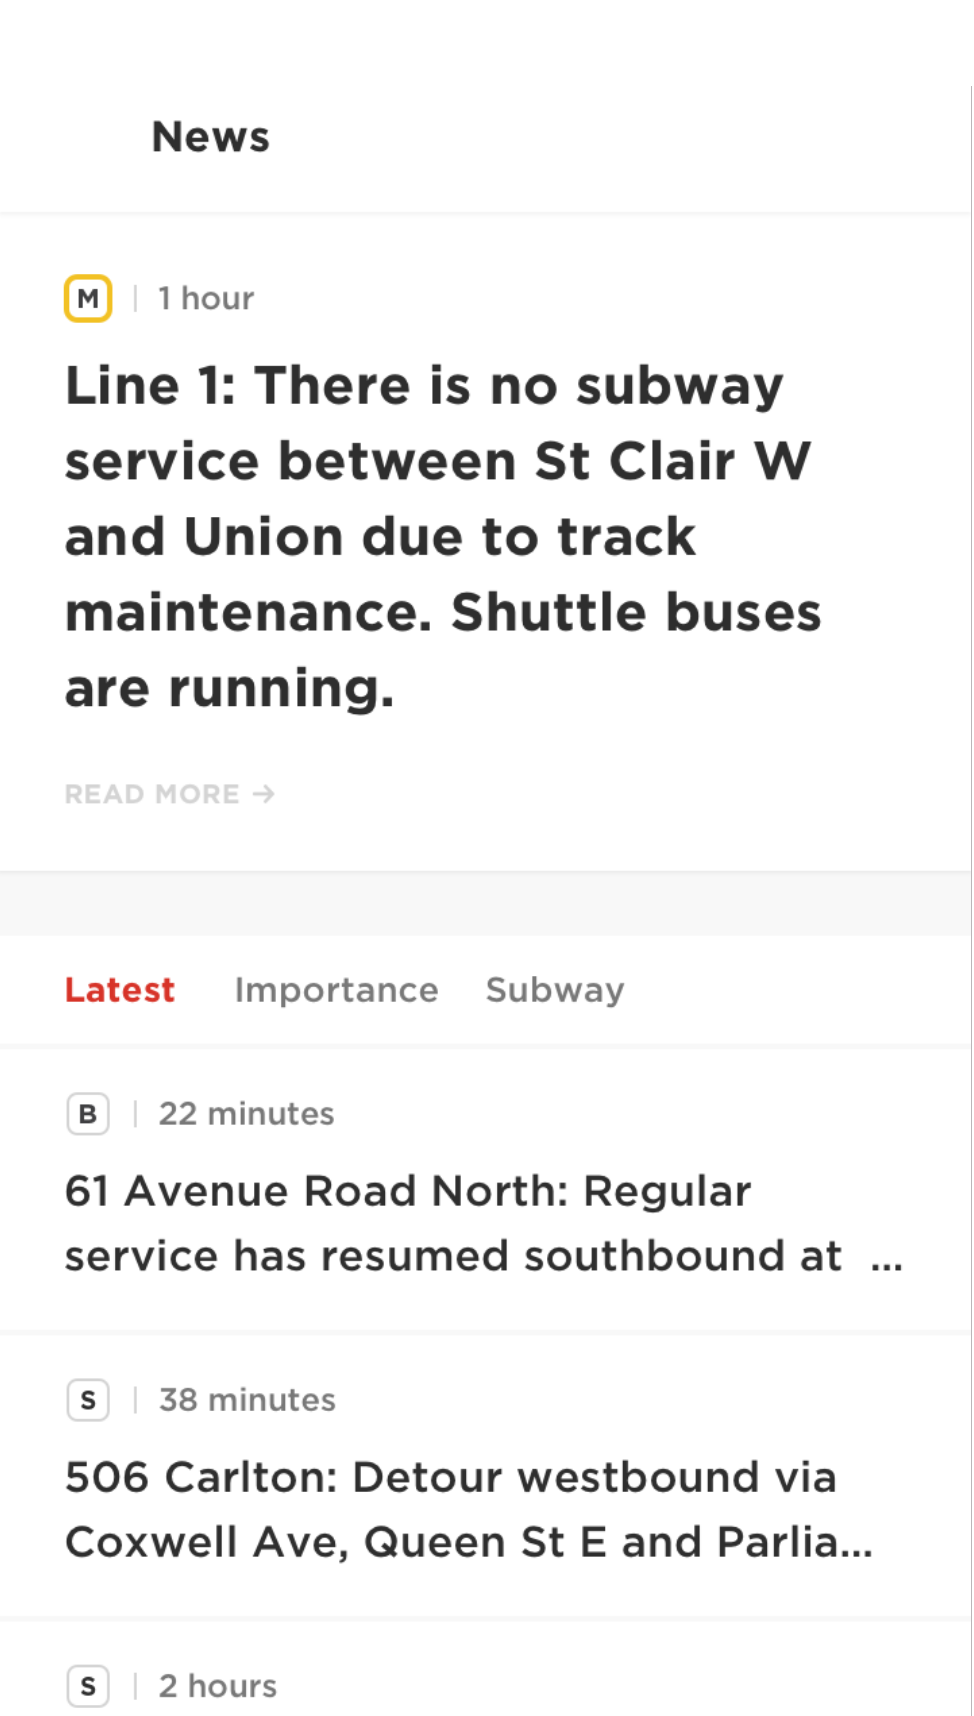 News
M | 1 hour
Line 1: There is no subway
service between St Clair W
and Union due to track
maintenance. Shuttle buses
are running.
READ MORE →
Latest Importance Subway
B | 22 minutes
61 Avenue Road North: Regular
service has resumed southbound at ...
S | 38 minutes
506 Carlton: Detour westbound via
Coxwell Ave, Queen St E and Parlia...
S | 2 hours